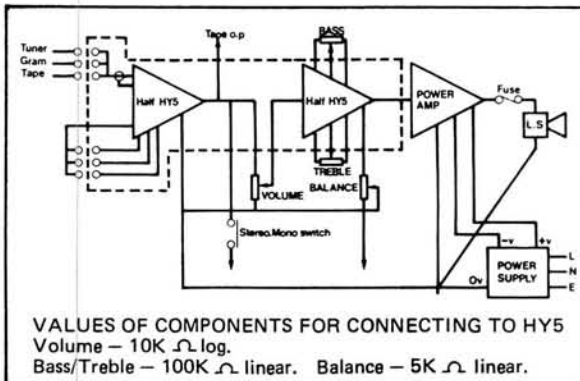 Tape o.p
BASS
Tuner
Gram
Tape
Half HY5
Half HY5
POWER
AMP
Fuse
L.S
TREBLE
VOLUME
BALANCE
Stereo.Mono switch
-v
+v
POWER
SUPPLY
L
N
E
Ov
VALUES OF COMPONENTS FOR CONNECTING TO HY5
Volume — 10K Ω log.
Bass/Treble — 100K Ω linear. Balance — 5K Ω linear.